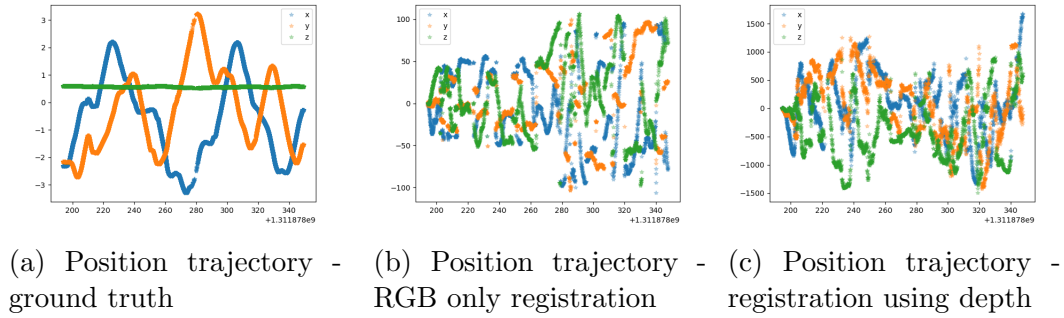 3
2
1
0
−1
−2
−3
200 220 240 260 280 300 320 340
+1.311878e9
x
y
z
100
50
0
−50
−100
200 220 240 260 280 300 320 340
+1.311878e9
x
y
z
1500
1000
500
0
−500
−1000
−1500
200 220 240 260 280 300 320 340
+1.311878e9
x
y
z
(a) Position trajectory -
ground truth
(b) Position trajectory -
RGB only registration
(c) Position trajectory -
registration using depth